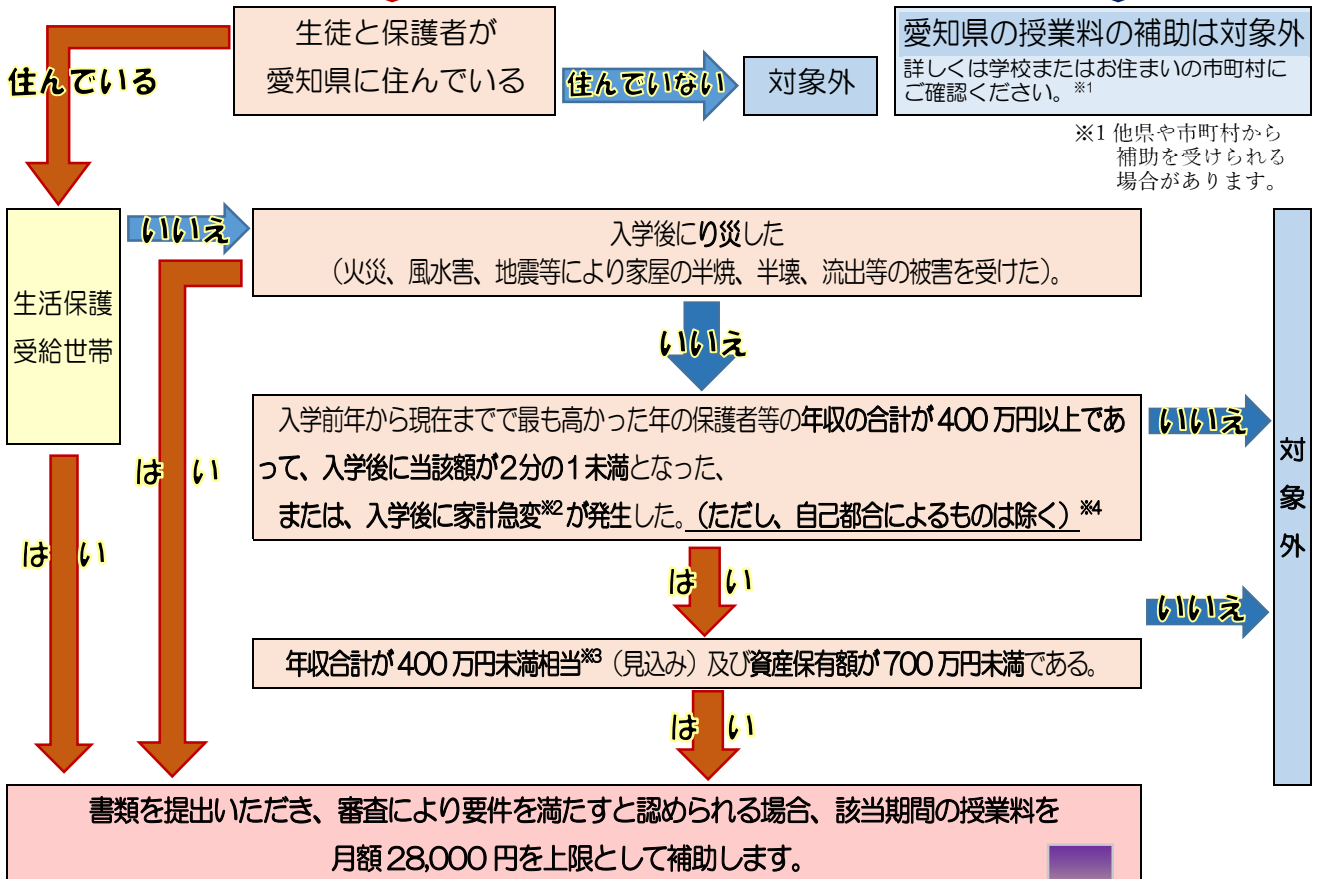 生徒と保護者が
愛知県に住んでいる
住んでいる
住んでいない
対象外
愛知県の授業料の補助は対象外
詳しくは学校またはお住まいの市町村に
ご確認ください。※1
※1 他県や市町村から
補助を受けられる
場合があります。
生活保護
受給世帯
いいえ
入学後にり災した
（火災、風水害、地震等により家屋の半焼、半壊、流出等の被害を受けた）。
いいえ
入学前年から現在までで最も高かった年の保護者等の年収の合計が400万円以上であ
って、入学後に当該額が2分の1未満となった、
または、入学後に家計急変※2が発生した。（ただし、自己都合によるものは除く）※4
いいえ
対象外
はい
はい
はい
いいえ
年収合計が400万円未満相当※3（見込み）及び資産保有額が700万円未満である。
はい
書類を提出いただき、審査により要件を満たすと認められる場合、該当期間の授業料を
月額28,000円を上限として補助します。